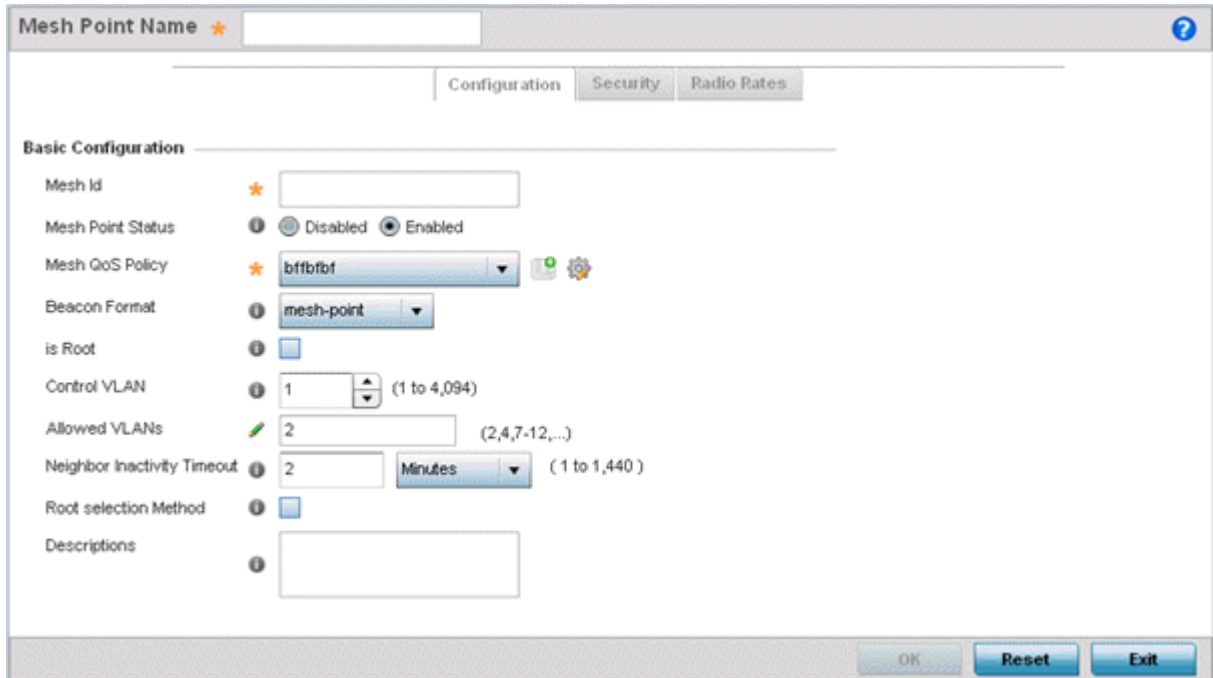 Mesh Point Name
Configuration Security Radio Rates
Basic Configuration
Mesh Id
Mesh Point Status Disabled Enabled
Mesh QoS Policy bffbfbf
Beacon Format mesh-point
is Root
Control VLAN 1 (1 to 4,094)
Allowed VLANs 2 (2,4,7-12,...)
Neighbor Inactivity Timeout 2 Minutes ( 1 to 1,440 )
Root selection Method
Descriptions
OK Reset Exit